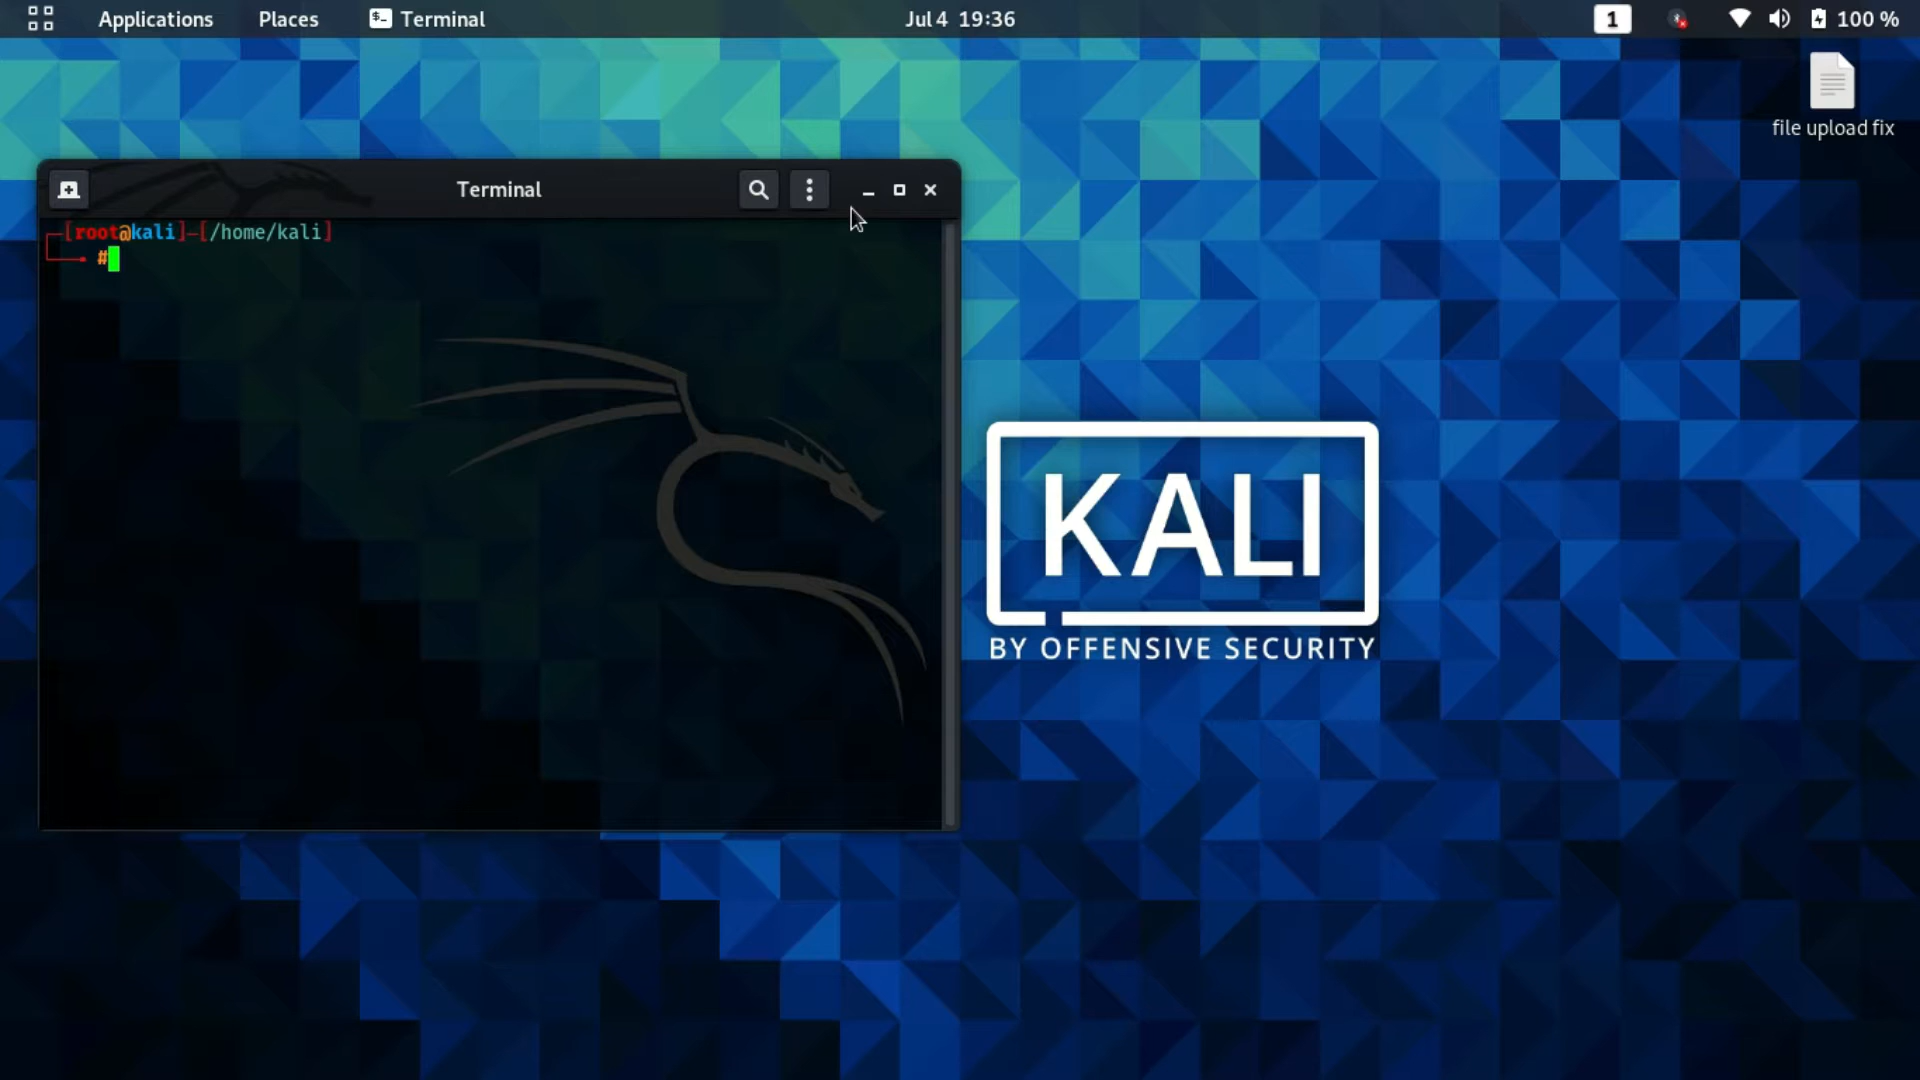 Applications Places Terminal Jul 4 19:36 1 100 %
file upload fix
Terminal
[root@kali]-[/home/kali]
#
KALI
BY OFFENSIVE SECURITY